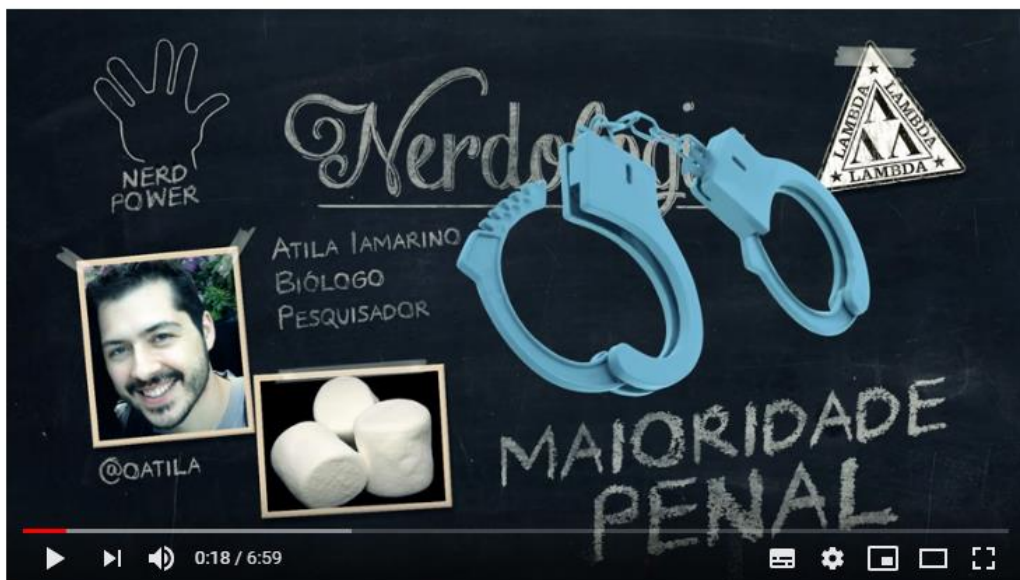 NERD
POWER
Nerdologi
LAMBDA
LAMBDA
LAMBDA
ATILA IAMARINO
BIÓLOGO
PESQUISADOR
@OATILA
MAIORIDADE
PENAL
0:18 / 6:59